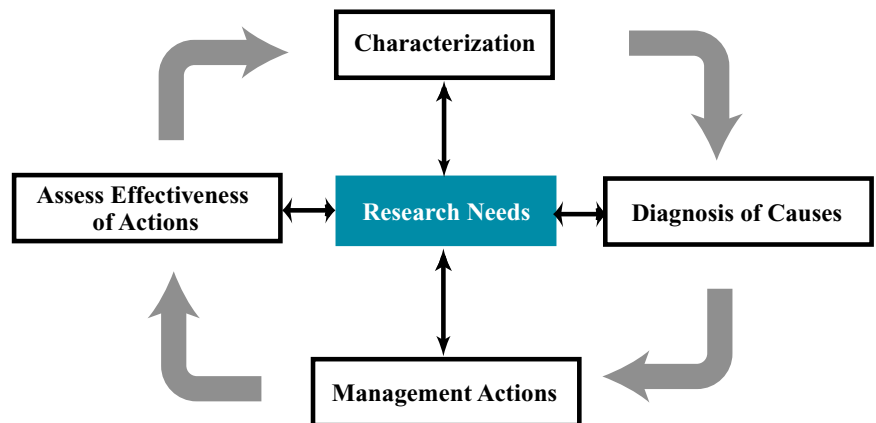 Characterization
Assess Effectiveness
of Actions
Research Needs
Diagnosis of Causes
Management Actions